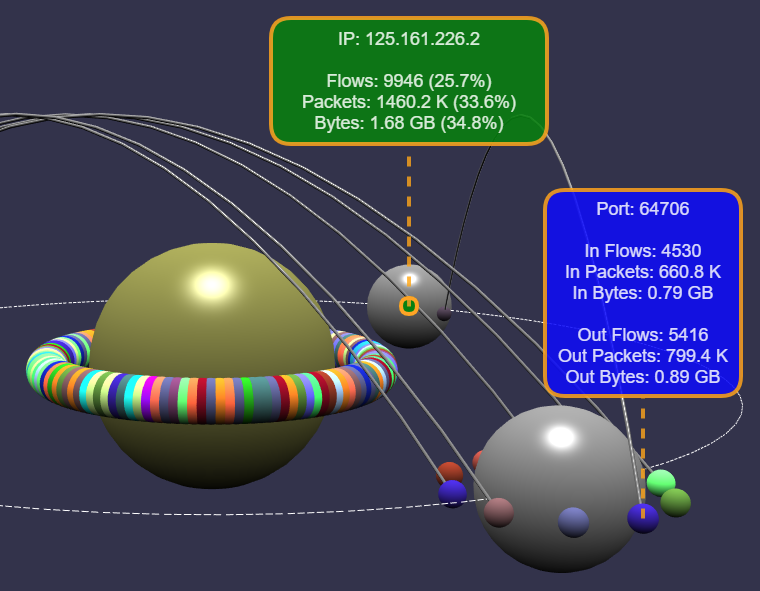 IP: 125.161.226.2
Flows: 9946 (25.7%)
Packets: 1460.2 K (33.6%)
Bytes: 1.68 GB (34.8%)
Port: 64706
In Flows: 4530
In Packets: 660.8 K
In Bytes: 0.79 GB
Out Flows: 5416
Out Packets: 799.4 K
Out Bytes: 0.89 GB